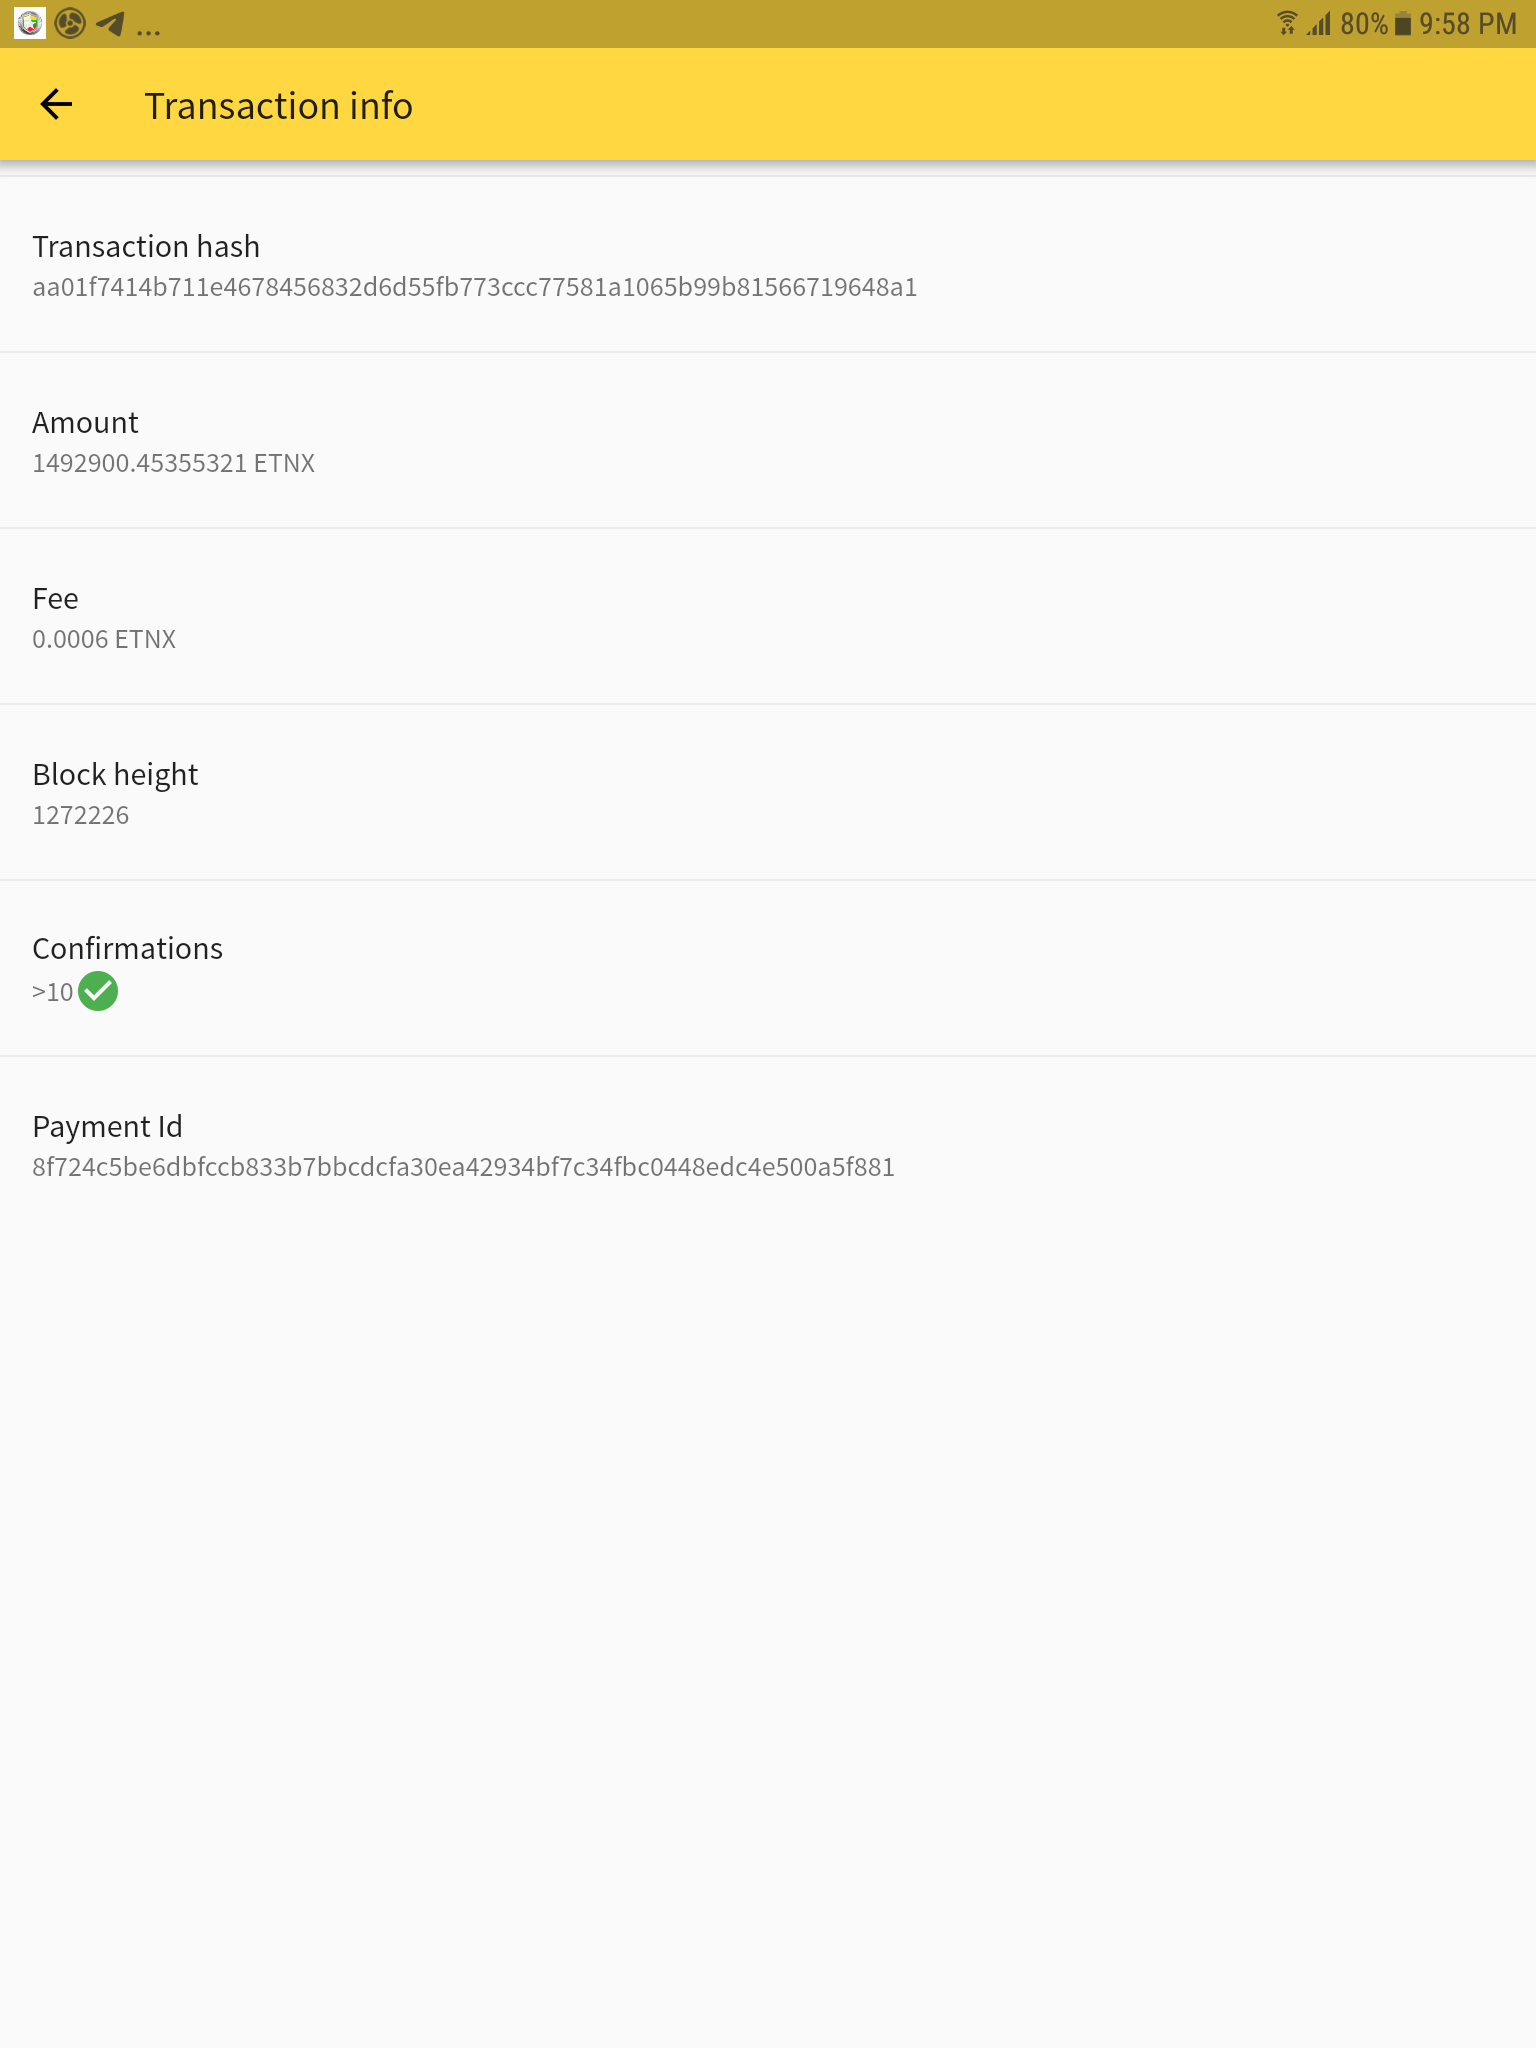 ... 80% 9:58 PM
Transaction info
Transaction hash
aa01f7414b711e4678456832d6d55fb773ccc77581a1065b99b81566719648a1
Amount
1492900.45355321 ETNX
Fee
0.0006 ETNX
Block height
1272226
Confirmations
>10
Payment Id
8f724c5be6dbfccb833b7bbcdcfa30ea42934bf7c34fbc0448edc4e500a5f881